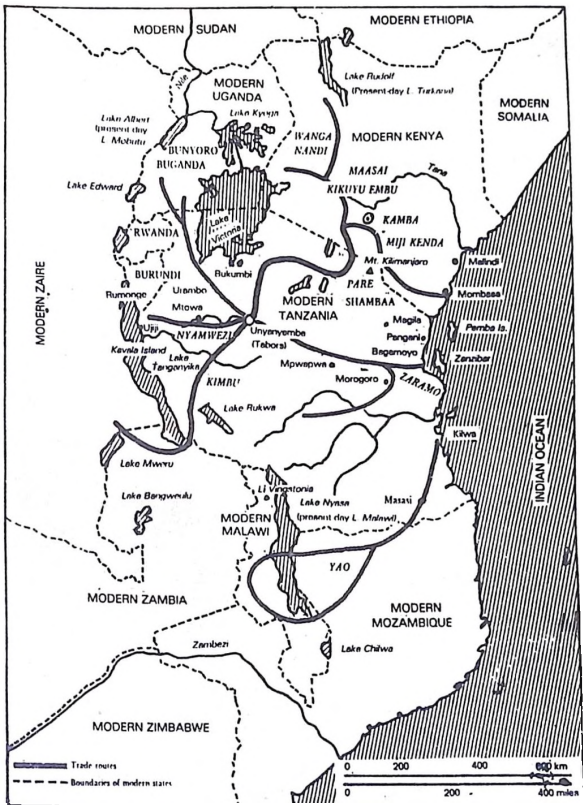 MODERN ETHIOPIA
MODERN
SUDAN
Lake Rudolf
(Present-day L. Turkana)
MODERN
UGANDA
Nile
MODERN
SOMALIA
Lake Albert
(present day
L. Mobutu)
Lake Kyoga
WANGA
NANDI
MODERN KENYA
BUNYORO
BUGANDA
MAASAI
KIKUYU EMBU
Tana
Lake Edward
KAMBA
Lake
Victoria
MIJI KENDA
RWANDA
Mt. Kilimanjaro
Malindi
BURUNDI
Bukumbi
PARE
SHAMBAA
MODERN ZAIRE
Rumonge
Urambo
MODERN
TANZANIA
Mombasa
Mtowa
Magila
Pemba Is.
Ujiji
NYAMWEZI
Unyanyembe
(Tabora)
Pangani
Bagamoyo
Zanzibar
Kavala Island
Lake
Tanganyika
KIMBU
Mpwapwa
Morogoro
ZARAMO
Lake Rukwa
Kilwa
INDIAN OCEAN
Lake Mweru
Livingstonia
Lake Nyasa
(present day L. Malawi)
Masasi
Lake Bangweulu
MODERN
MALAWI
YAO
MODERN ZAMBIA
MODERN
MOZAMBIQUE
Zambezi
Lake Chilwa
MODERN ZIMBABWE
Trade routes
Boundaries of modern states
0 200 400 600 km
0 200 400 miles